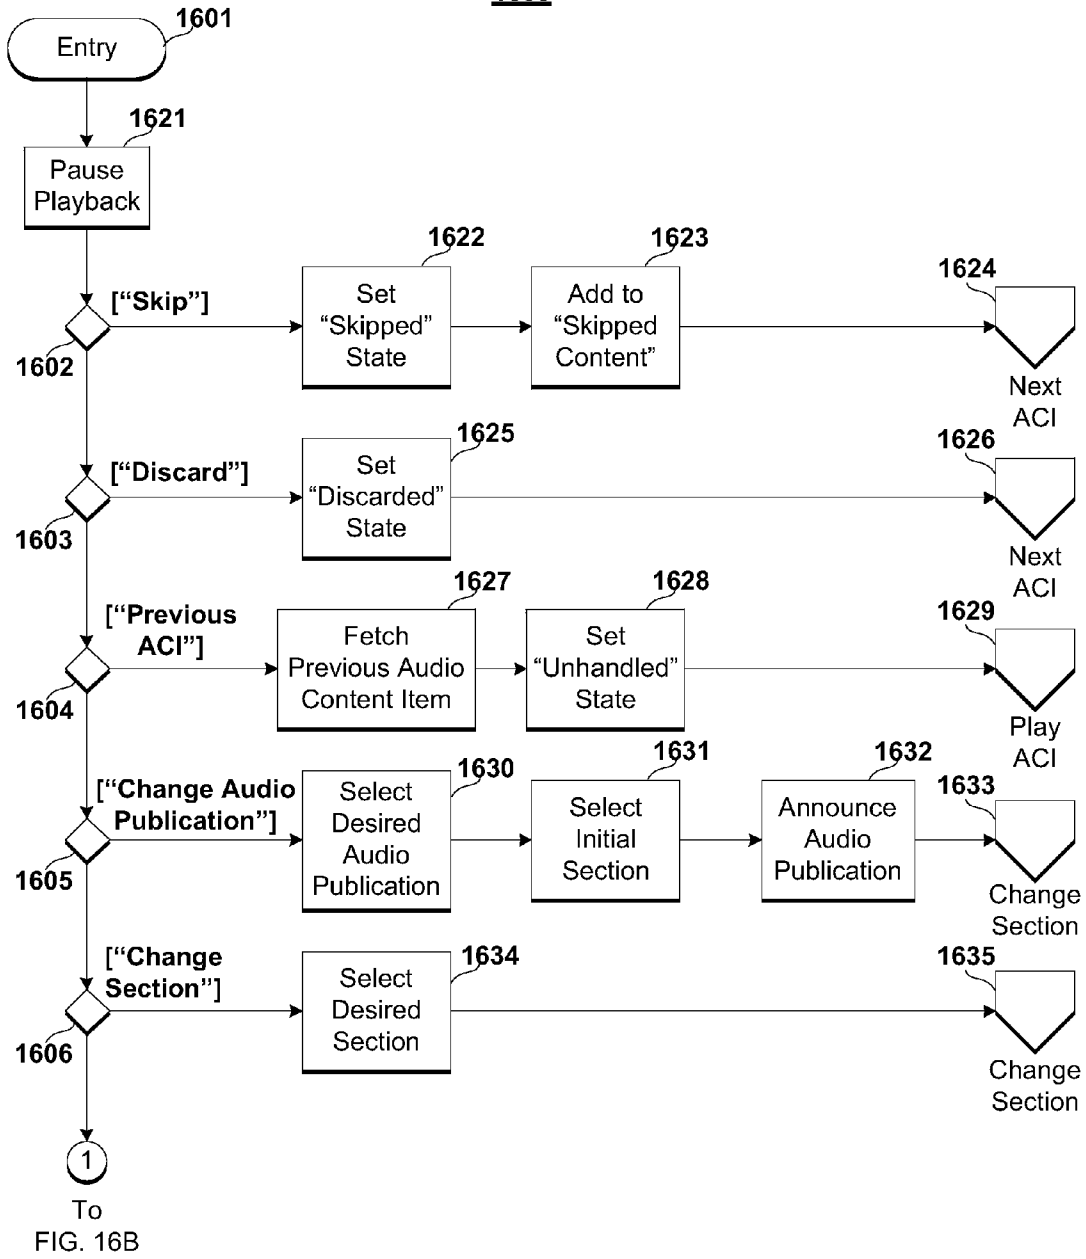 1601
Entry
1621
Pause
Playback
1622
1623
1624
["Skip"]
Set
"Skipped"
State
Add to
"Skipped
Content"
1602
Next
ACI
1625
1626
["Discard"]
Set
"Discarded"
State
1603
Next
ACI
1627
1628
1629
["Previous
ACI"]
Fetch
Previous Audio
Content Item
Set
"Unhandled"
State
1604
Play
ACI
1630
1631
1632
1633
["Change Audio
Publication"]
Select
Desired
Audio
Publication
Select
Initial
Section
Announce
Audio
Publication
1605
Change
Section
1634
1635
["Change
Section"]
Select
Desired
Section
1606
Change
Section
1
To
FIG. 16B